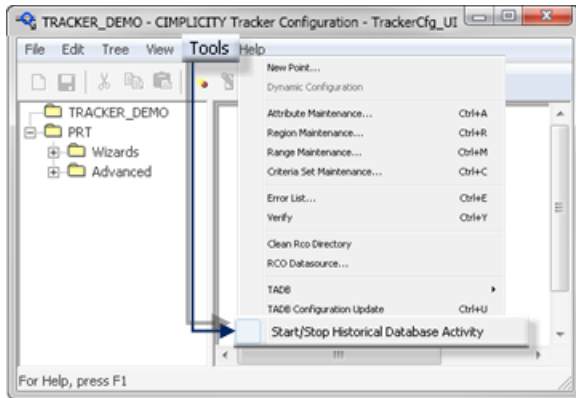 TRACKER_DEMO - CIMPLICITY Tracker Configuration - TrackerCfg_UI
File Edit Tree View Tools Help
TRACKER_DEMO
PRT
Wizards
Advanced
New Point...
Dynamic Configuration
Attribute Maintenance... Ctrl+A
Region Maintenance... Ctrl+R
Range Maintenance... Ctrl+M
Criteria Set Maintenance... Ctrl+C
Error List... Ctrl+E
Verify Ctrl+Y
Clean Rco Directory
RCO Datasource...
TADB
TADB Configuration Update Ctrl+U
Start/Stop Historical Database Activity
For Help, press F1